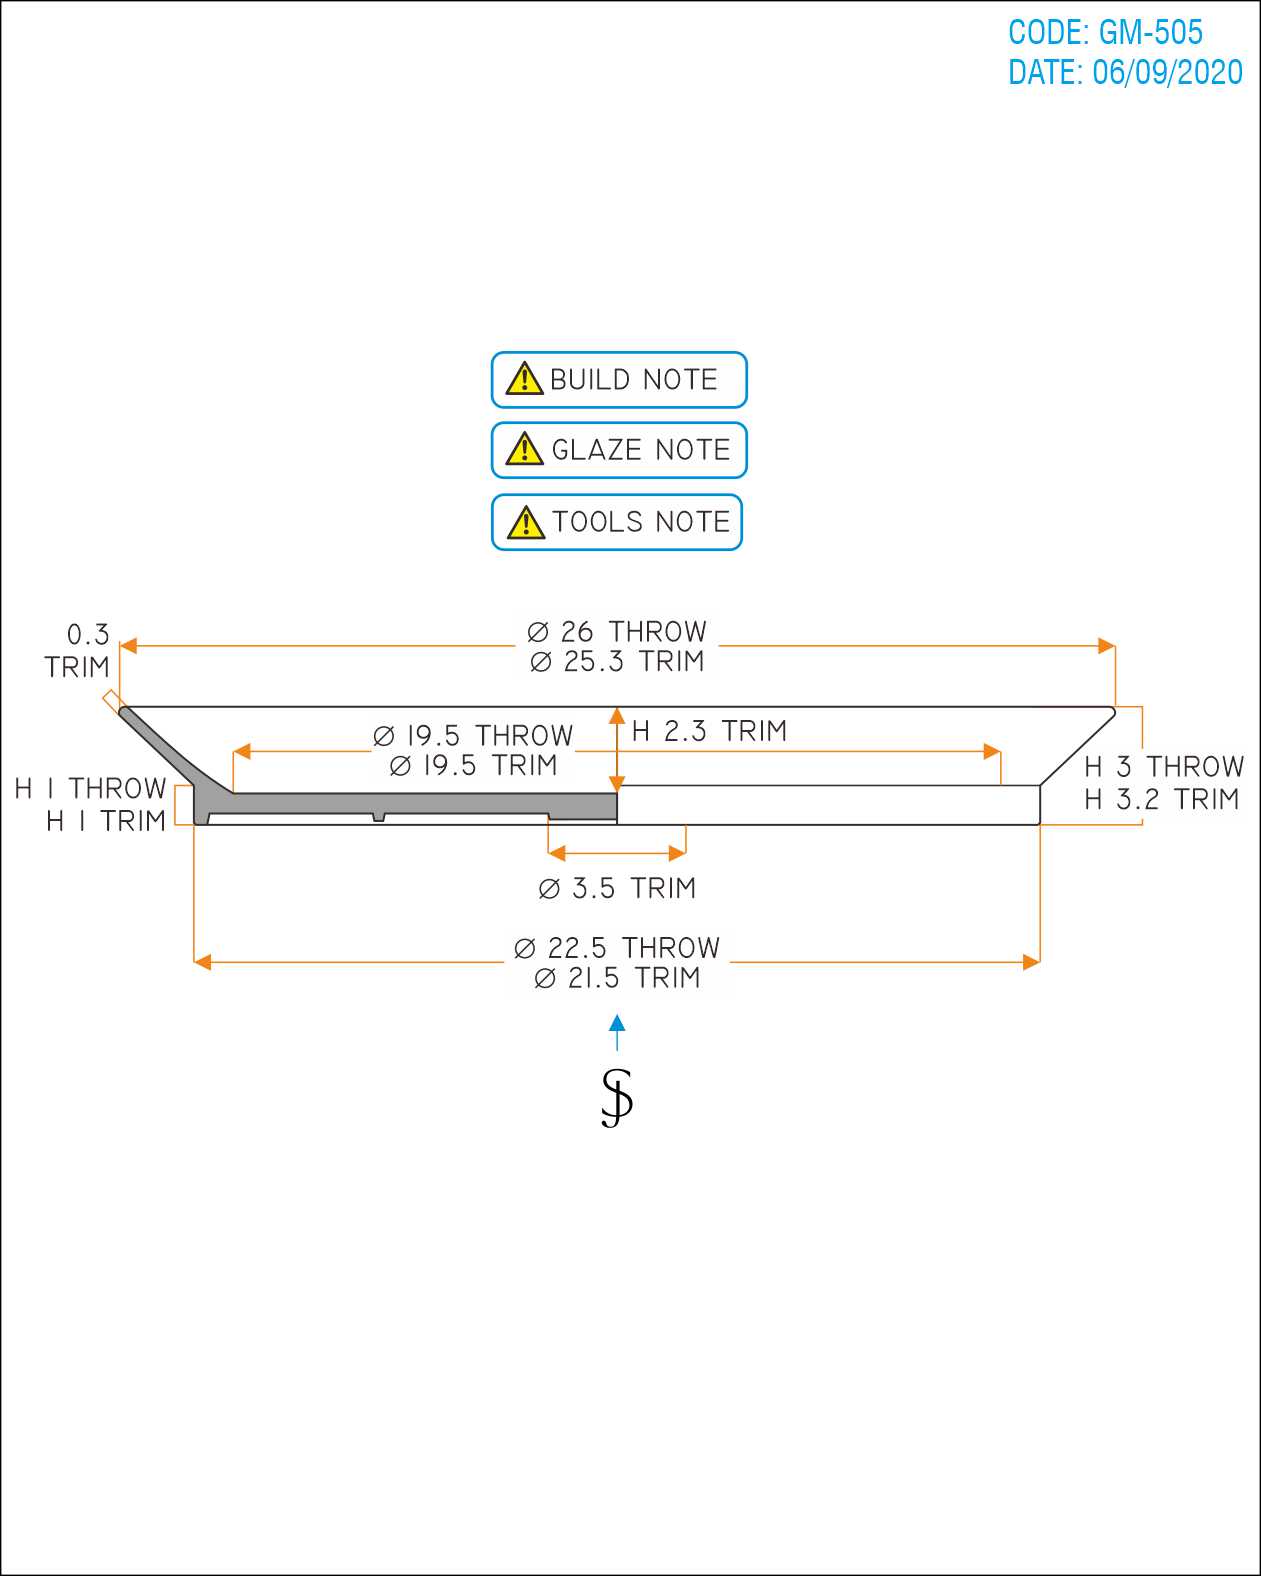 CODE: GM-505
DATE: 06/09/2020
BUILD NOTE
GLAZE NOTE
TOOLS NOTE
0.3
TRIM
Ø 26 THROW
Ø 25.3 TRIM
Ø 19.5 THROW
Ø 19.5 TRIM
H 2.3 TRIM
H 1 THROW
H 1 TRIM
H 3 THROW
H 3.2 TRIM
Ø 3.5 TRIM
Ø 22.5 THROW
Ø 21.5 TRIM